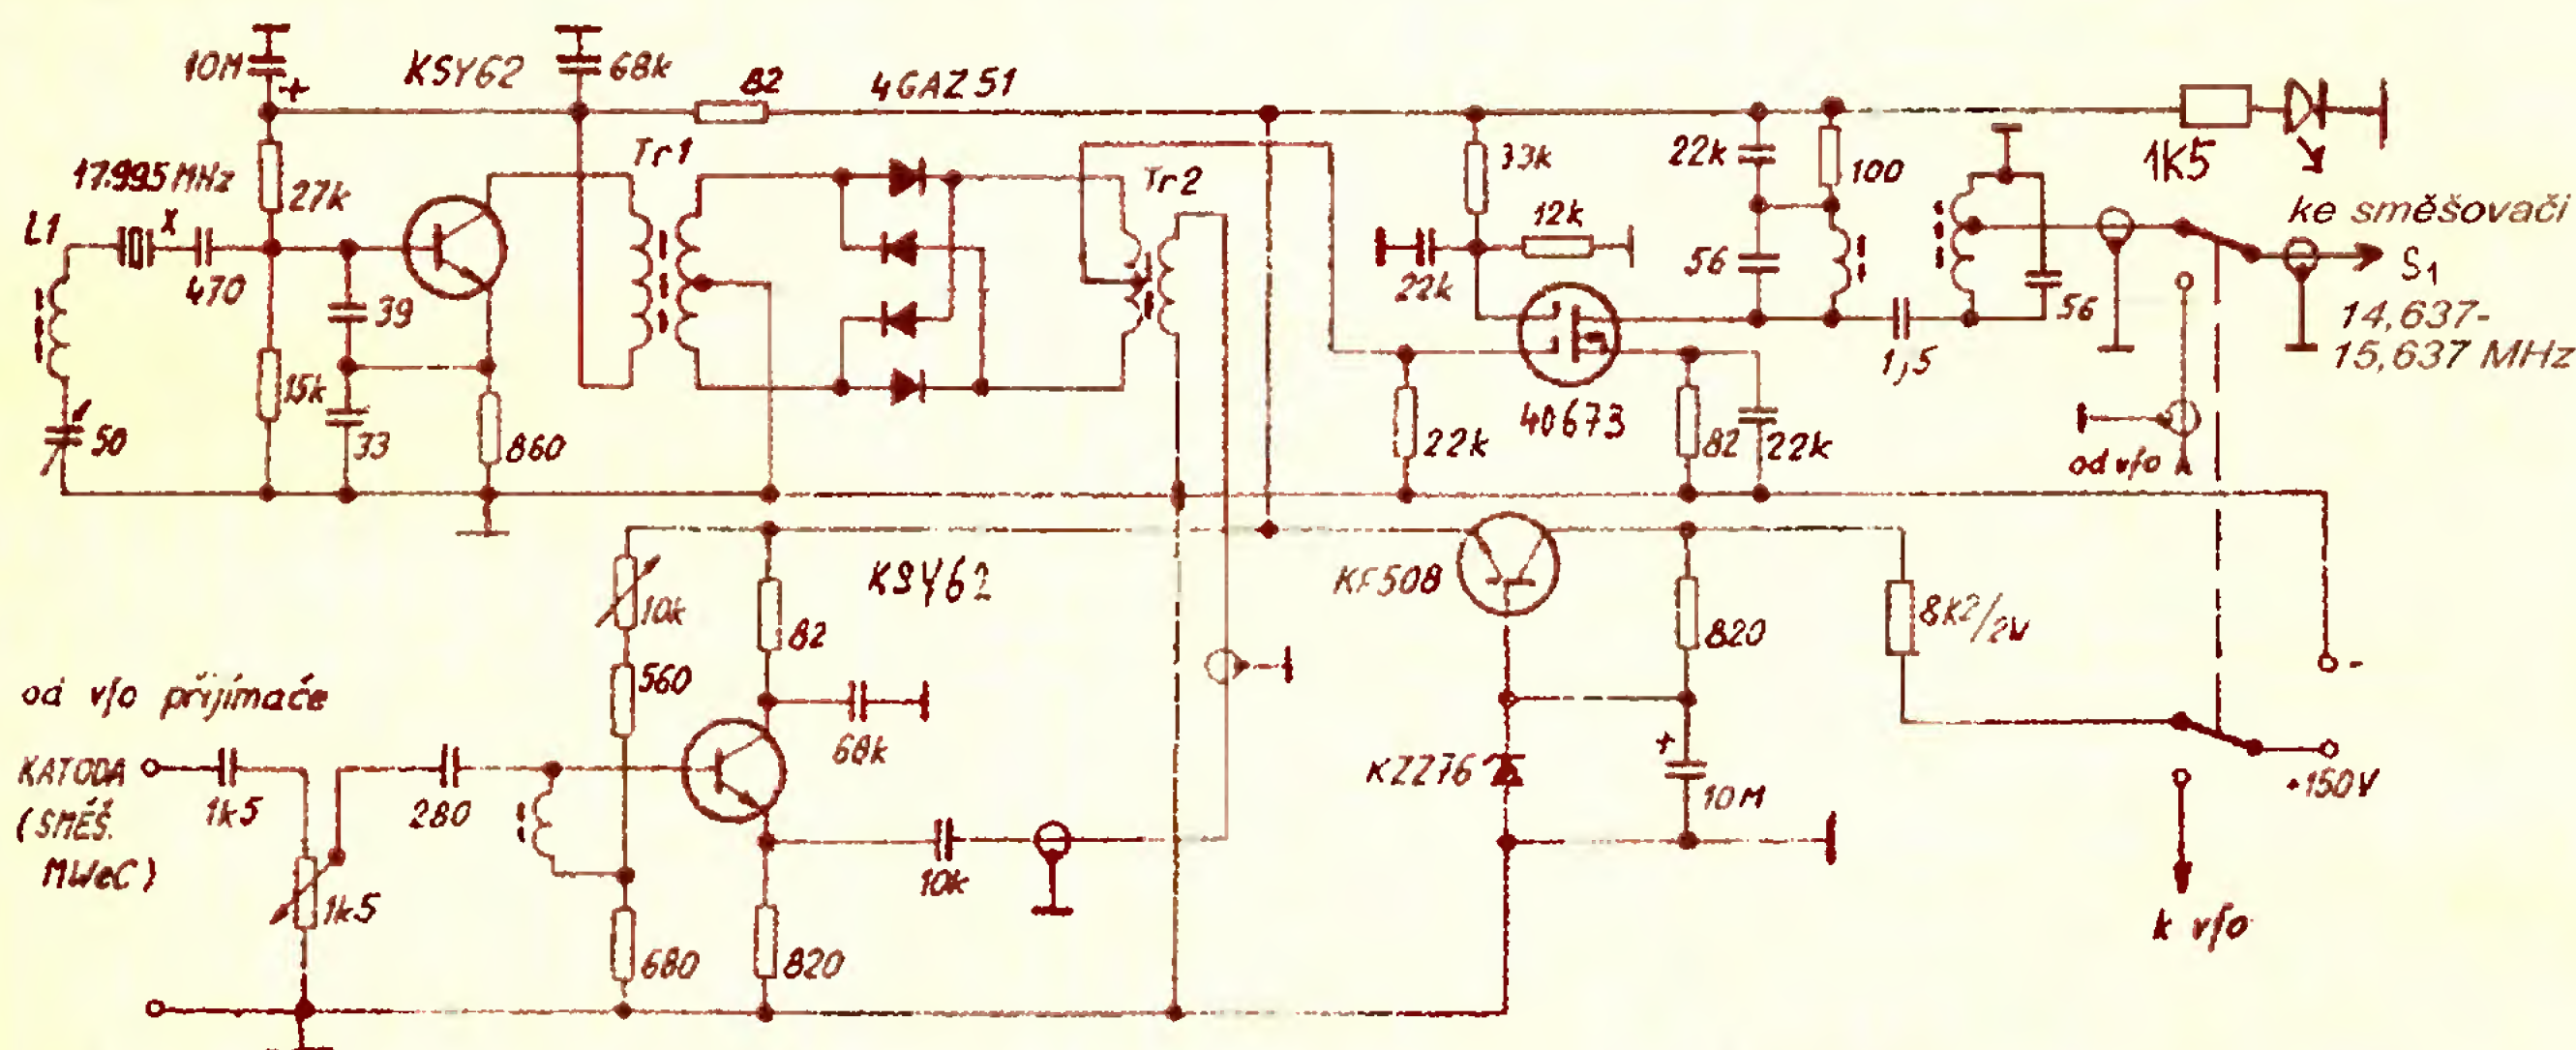 10M
+
KSY62
68k
82
4GAZ51
17.995MHz
27k
Tr1
Tr2
33k
22k
100
1K5
ke směšovači
S1
14,637-
15,637 MHz
L1
x
470
39
12k
22k
56
56
1,5
50
15k
33
860
22k
40673
82
22k
od vfo
KSY62
10k
82
560
KF508
820
8k2/2W
-
+150V
od vfo přijímače
KATODA
(SMĚŠ.
MWeC)
1k5
280
68k
KZZ76
+
10M
1k5
10k
680
820
k vfo